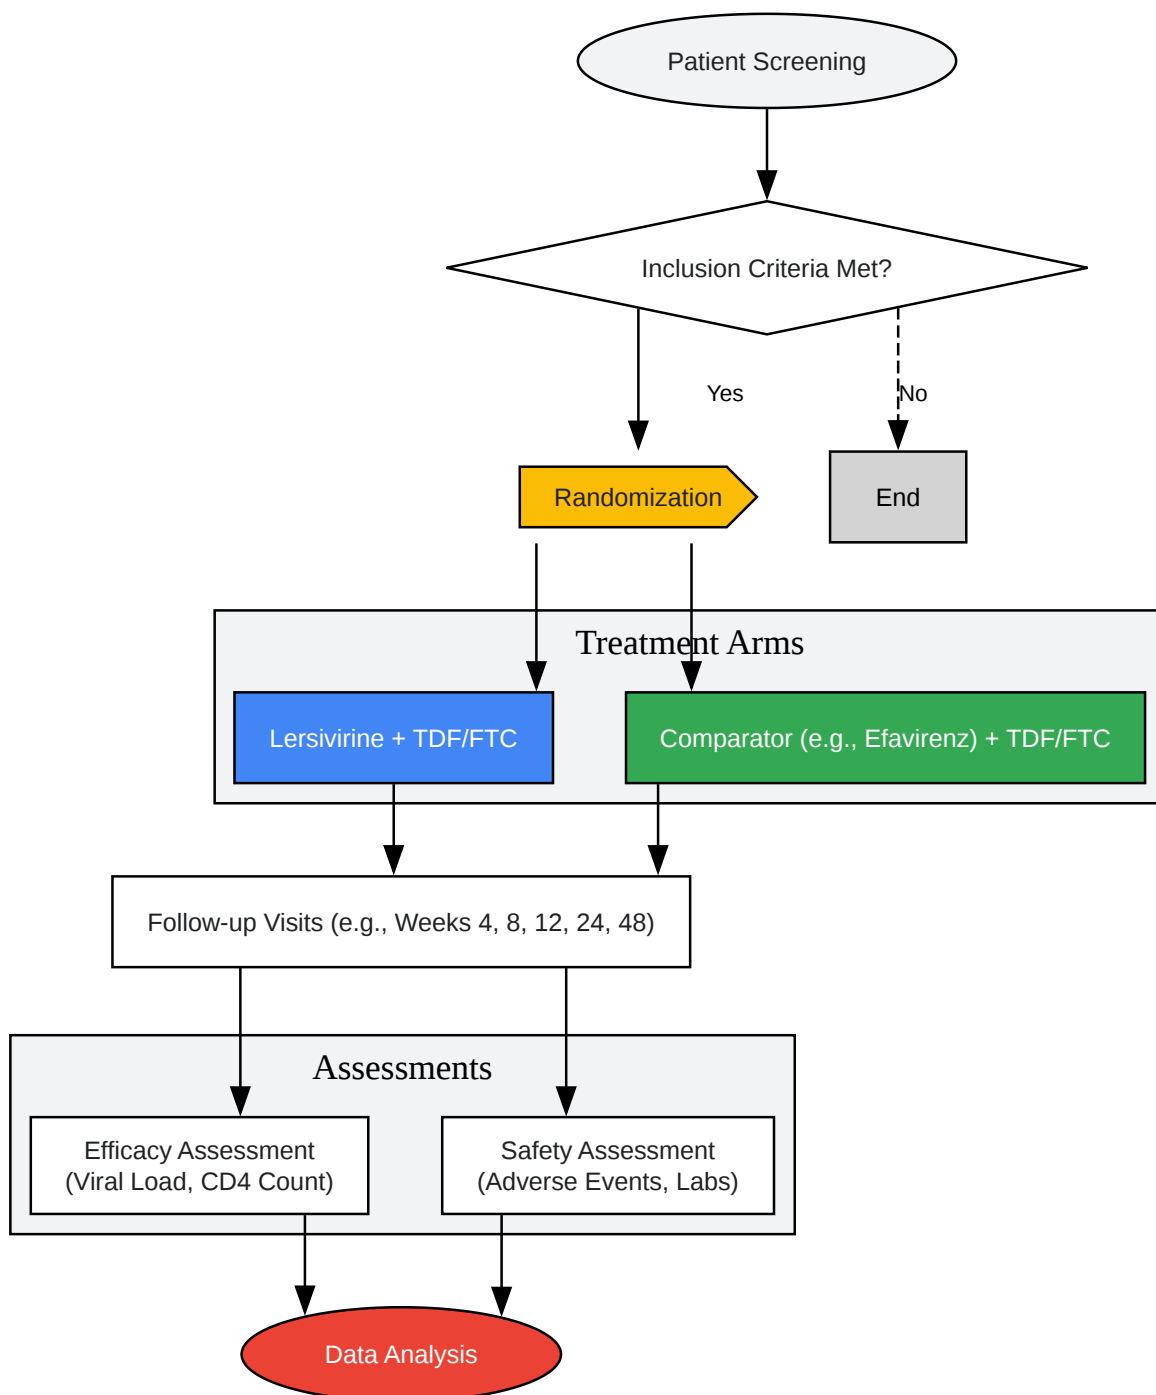 Patient Screening
Inclusion Criteria Met?
Yes
No
Randomization
End
Treatment Arms
Lersivirine + TDF/FTC
Comparator (e.g., Efavirenz) + TDF/FTC
Follow-up Visits (e.g., Weeks 4, 8, 12, 24, 48)
Assessments
Efficacy Assessment
(Viral Load, CD4 Count)
Safety Assessment
(Adverse Events, Labs)
Data Analysis